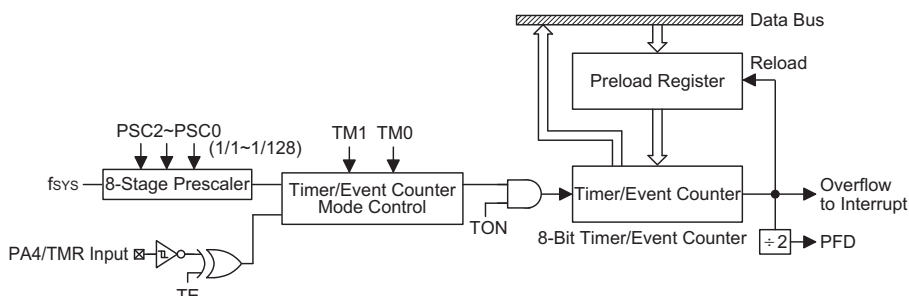 Data Bus
Preload Register
Reload
PSC2~PSC0
(1/1~1/128)
TM1 TM0
fSYS
8-Stage Prescaler
Timer/Event Counter
Mode Control
TON
Timer/Event Counter
8-Bit Timer/Event Counter
Overflow
to Interrupt
÷2
PFD
PA4/TMR Input
TE